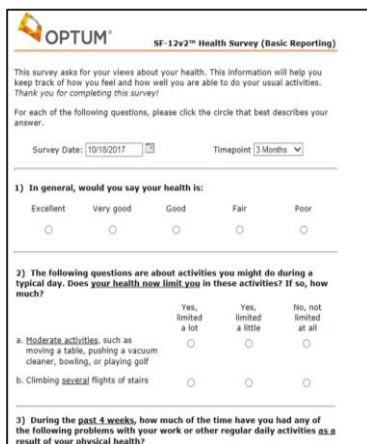 OPTUM®
SF-12v2™ Health Survey (Basic Reporting)
This survey asks for your views about your health. This information will help you
keep track of how you feel and how well you are able to do your usual activities.
Thank you for completing this survey!
For each of the following questions, please click the circle that best describes your
answer.
Survey Date: 10/18/2017 Timepoint 3 Months
1) In general, would you say your health is:
Excellent Very good Good Fair Poor
2) The following questions are about activities you might do during a
typical day. Does your health now limit you in these activities? If so, how
much?
Yes, Yes, No, not
limited limited limited
a lot a little at all
a. Moderate activities, such as
moving a table, pushing a vacuum
cleaner, bowling, or playing golf
b. Climbing several flights of stairs
3) During the past 4 weeks, how much of the time have you had any of
the following problems with your work or other regular daily activities as a
result of your physical health?